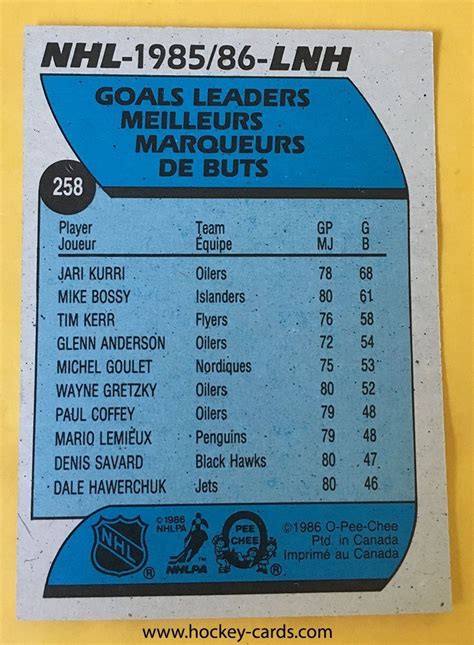 NHL-1985/86-LNH
GOALS LEADERS
MEILLEURS
MARQUEURS
DE BUTS
258
Player Team GP G
Joueur Équipe MJ B
JARI KURRI Oilers 78 68
MIKE BOSSY Islanders 80 61
TIM KERR Flyers 76 58
GLENN ANDERSON Oilers 72 54
MICHEL GOULET Nordiques 75 53
WAYNE GRETZKY Oilers 80 52
PAUL COFFEY Oilers 79 48
MARIO LEMIEUX Penguins 79 48
DENIS SAVARD Black Hawks 80 47
DALE HAWERCHUK Jets 80 46
NHL ®
©1986
NHLPA
NHLPA ™
O PEE CHEE ®
©1986 O-Pee-Chee
Ptd. in Canada
Imprimé au Canada
www.hockey-cards.com